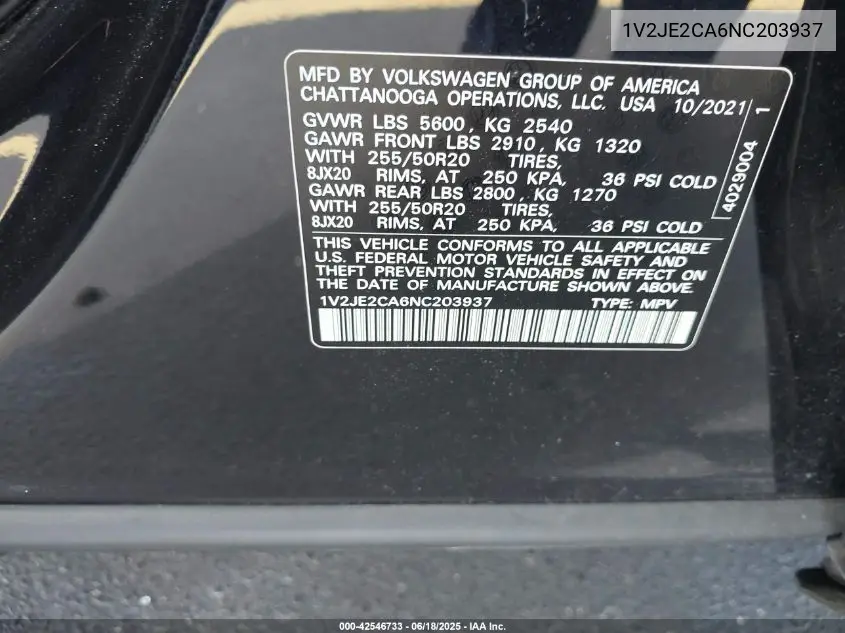 1V2JE2CA6NC203937
MFD BY VOLKSWAGEN GROUP OF AMERICA
CHATTANOOGA OPERATIONS, LLC. USA 10/2021
GVWR LBS 5600, KG 2540
GAWR FRONT LBS 2910, KG 1320
WITH 255/50R20 TIRES,
8JX20 RIMS, AT 250 KPA, 36 PSI COLD
GAWR REAR LBS 2800, KG 1270
WITH 255/50R20 TIRES,
8JX20 RIMS, AT 250 KPA, 36 PSI COLD
4029004 1
THIS VEHICLE CONFORMS TO ALL APPLICABLE
U.S. FEDERAL MOTOR VEHICLE SAFETY AND
THEFT PREVENTION STANDARDS IN EFFECT ON
THE DATE OF MANUFACTURE SHOWN ABOVE.
1V2JE2CA6NC203937 TYPE: MPV
000-42546733 - 06/18/2025 - IAA Inc.